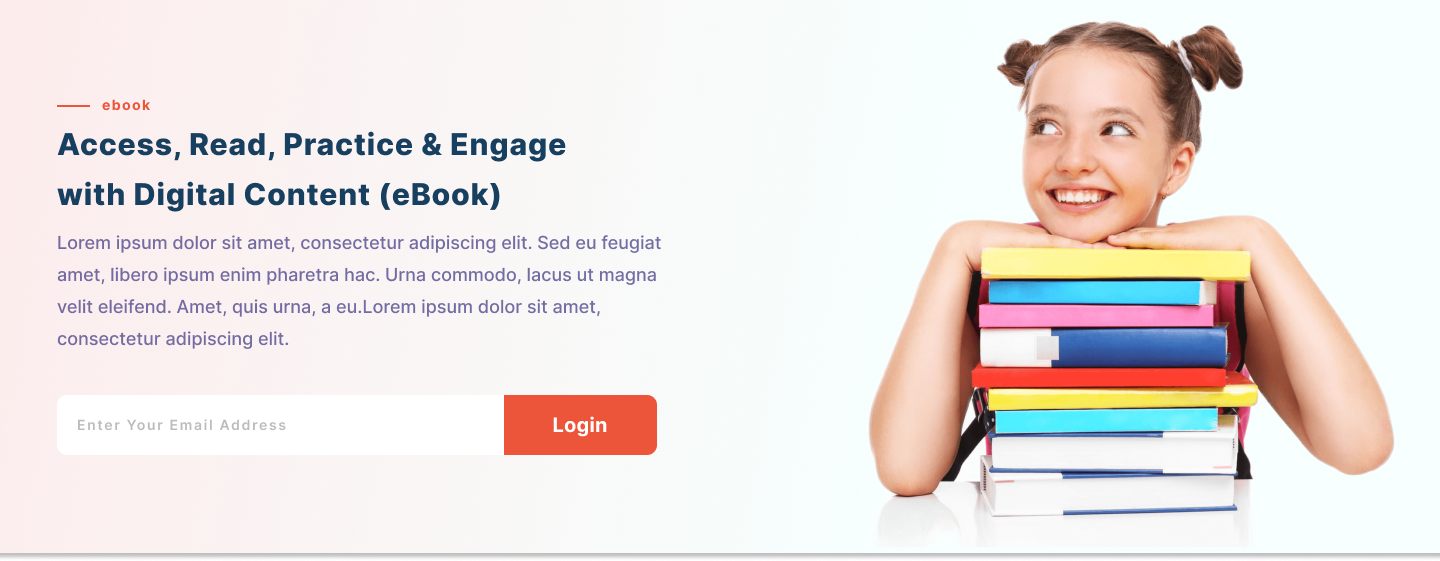 ebook
Access, Read, Practice & Engage
with Digital Content (eBook)
Lorem ipsum dolor sit amet, consectetur adipiscing elit. Sed eu feugiat
amet, libero ipsum enim pharetra hac. Urna commodo, lacus ut magna
velit eleifend. Amet, quis urna, a eu.Lorem ipsum dolor sit amet,
consectetur adipiscing elit.
Enter Your Email Address
Login